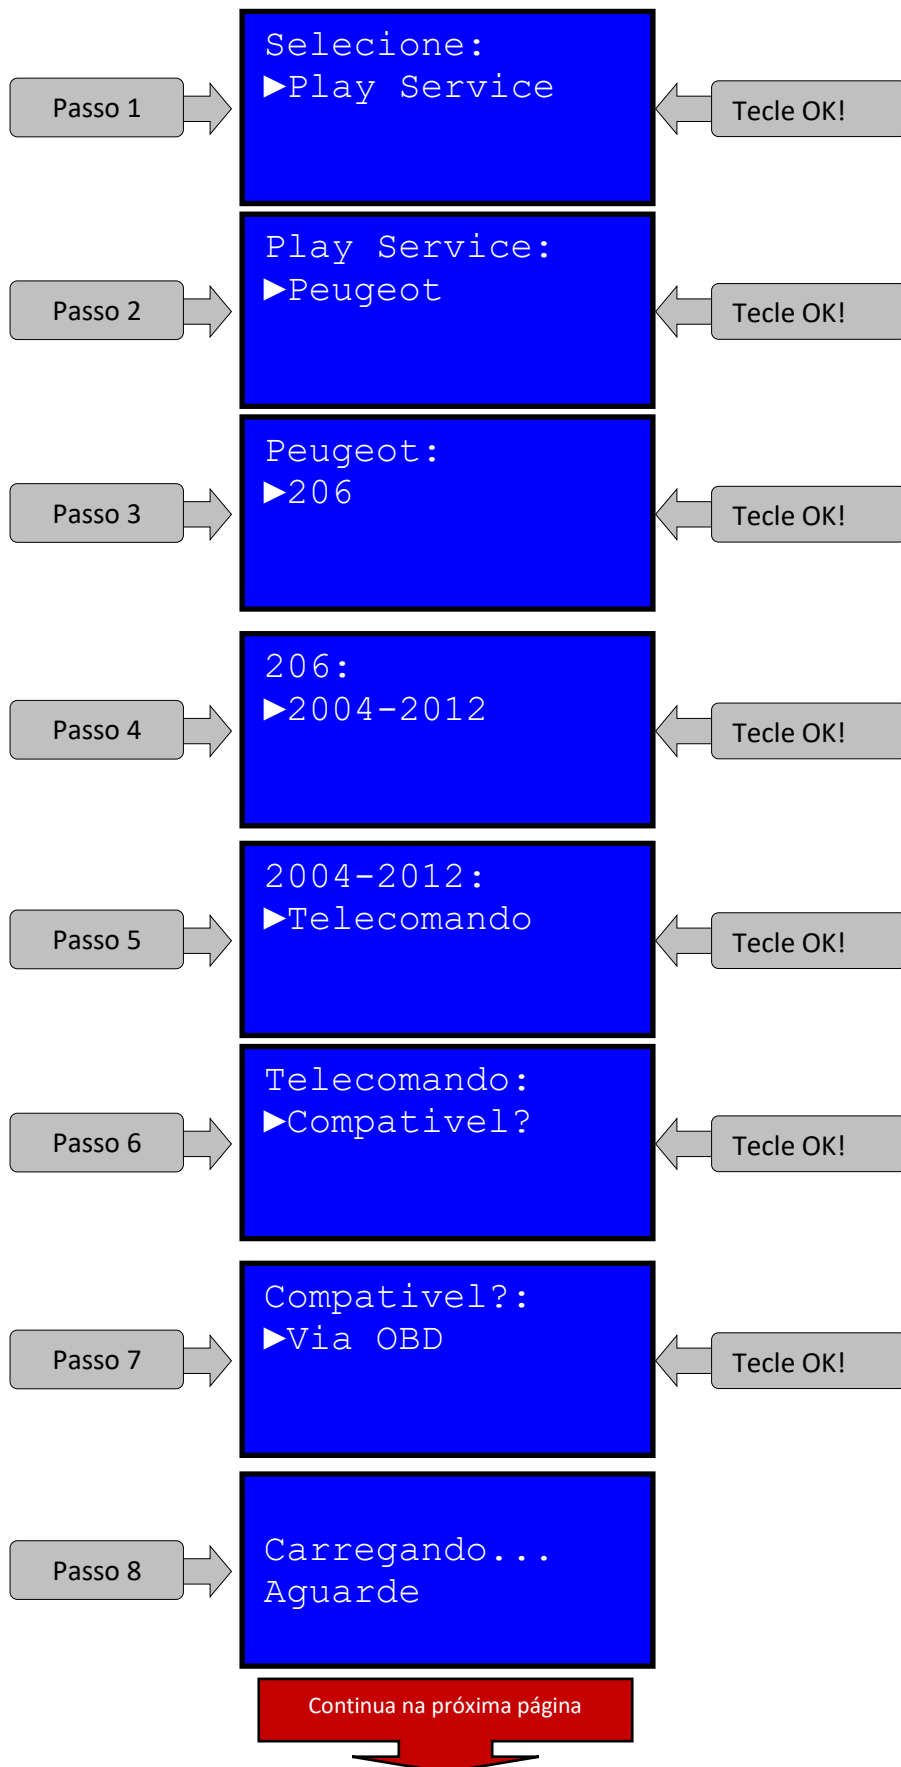 Selecione:
Passo 1
►Play Service
Tecle OK!
Play Service:
Passo 2
►Peugeot
Tecle OK!
Peugeot:
Passo 3
►206
Tecle OK!
206:
Passo 4
►2004-2012
Tecle OK!
2004-2012:
Passo 5
►Telecomando
Tecle OK!
Telecomando:
Passo 6
►Compativel?
Tecle OK!
Compativel?:
Passo 7
►Via OBD
Tecle OK!
Passo 8
Carregando...
Aguarde
Continua na próxima página